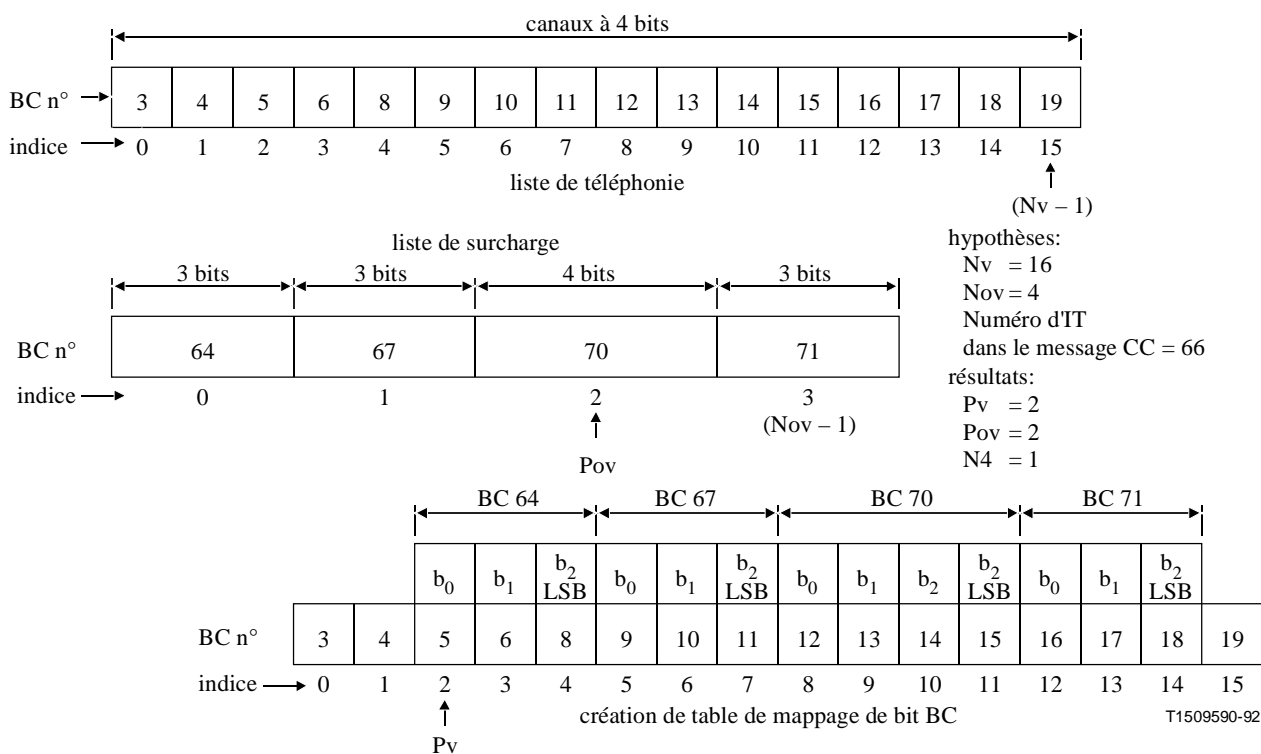 canaux à 4 bits
BC n° 3 4 5 6 8 9 10 11 12 13 14 15 16 17 18 19
indice 0 1 2 3 4 5 6 7 8 9 10 11 12 13 14 15
liste de téléphonie
(Nv – 1)
liste de surcharge
3 bits 3 bits 4 bits 3 bits
BC n° 64 67 70 71
indice 0 1 2 3
(Nov – 1)
Pov
hypothèses:
Nv = 16
Nov = 4
Numéro d'IT
dans le message CC = 66
résultats:
Pv = 2
Pov = 2
N4 = 1
BC 64 BC 67 BC 70 BC 71
b0 b1 b2 LSB b0 b1 b2 LSB b0 b1 b2 b2 LSB b0 b1 b2 LSB
BC n° 3 4 5 6 8 9 10 11 12 13 14 15 16 17 18 19
indice 0 1 2 3 4 5 6 7 8 9 10 11 12 13 14 15
création de table de mappage de bit BC
T1509590-92
Pv